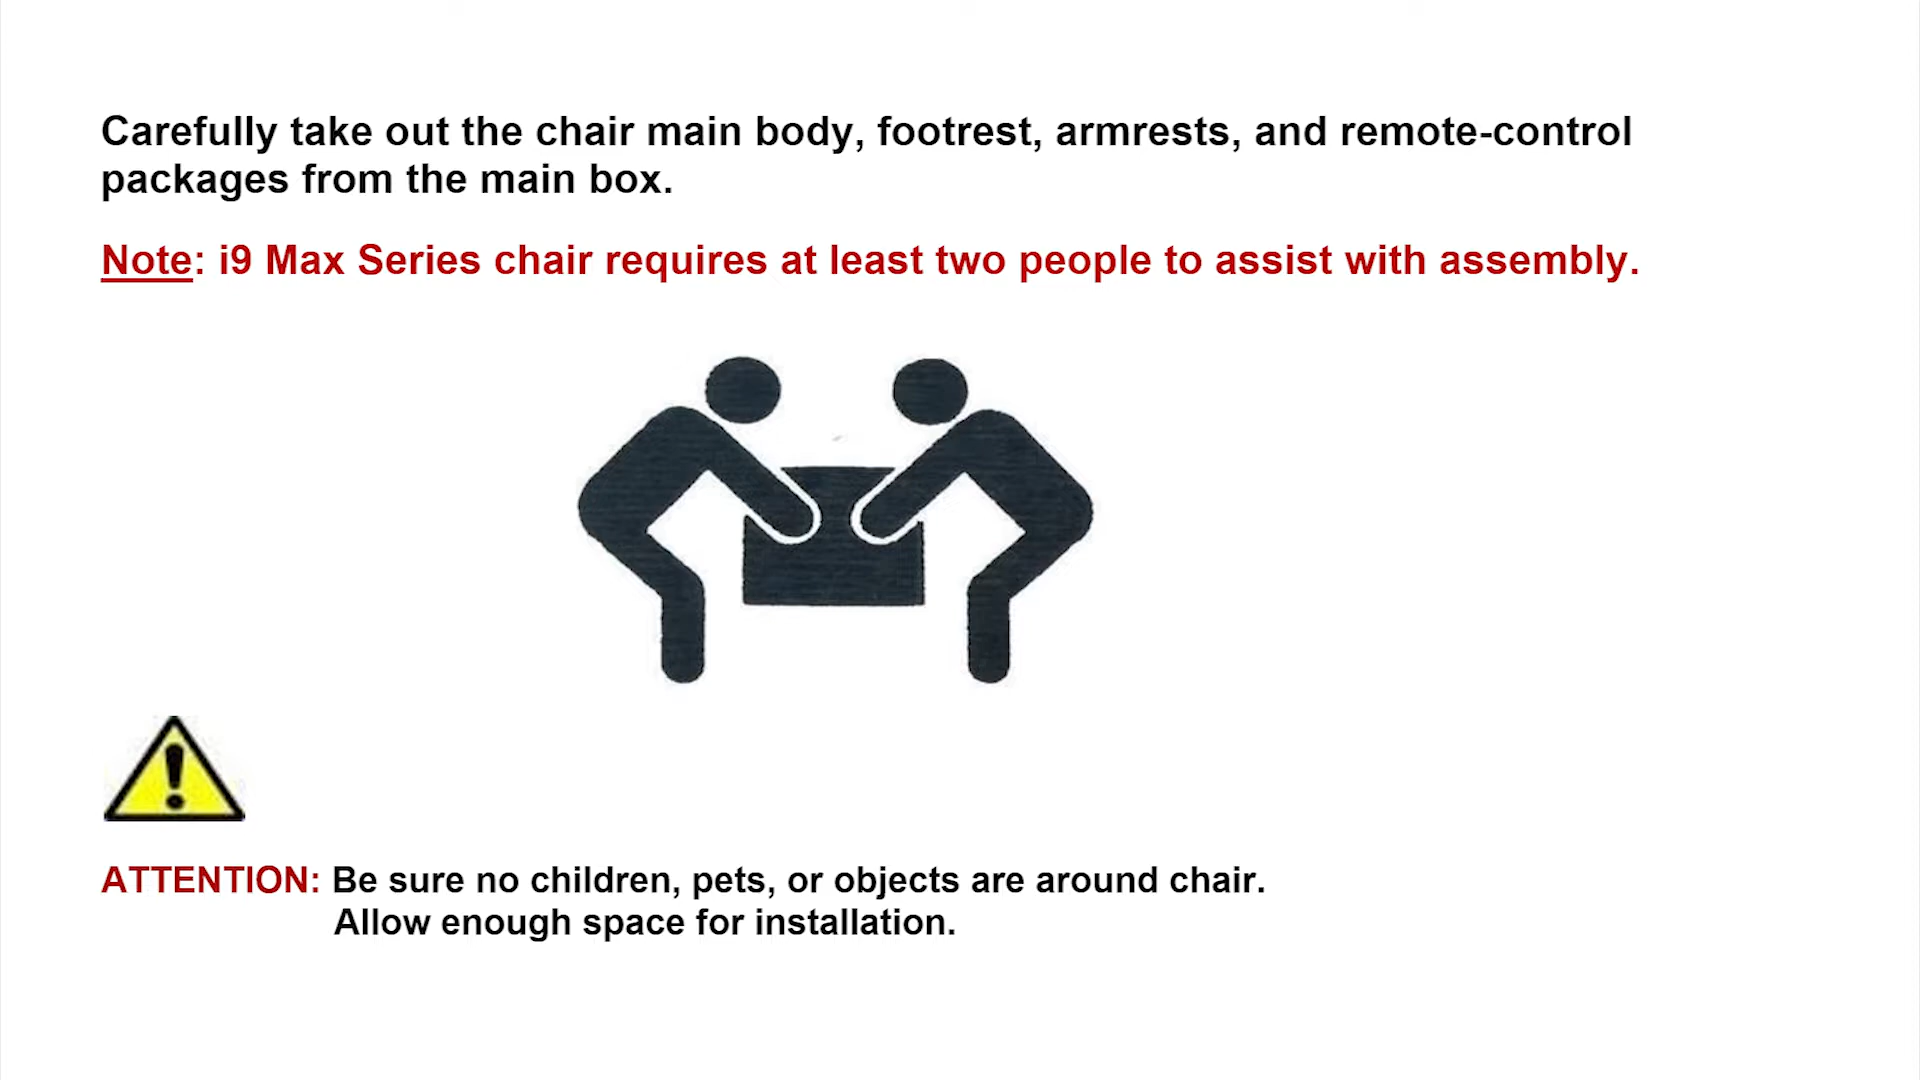 Carefully take out the chair main body, footrest, armrests, and remote-control
packages from the main box.
Note: i9 Max Series chair requires at least two people to assist with assembly.
ATTENTION: Be sure no children, pets, or objects are around chair.
Allow enough space for installation.